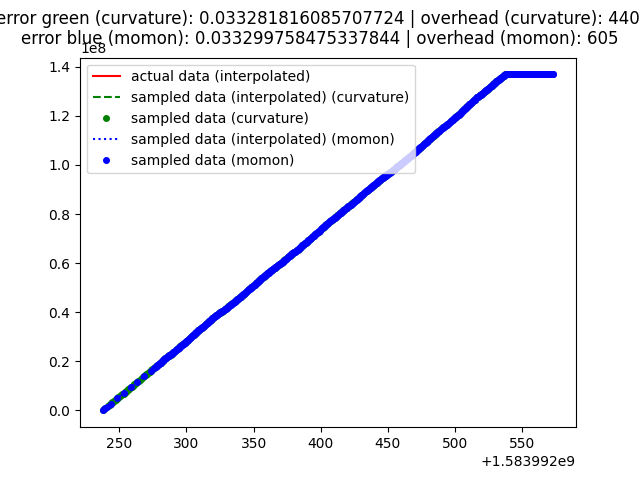 error green (curvature): 0.033281816085707724 | overhead (curvature): 440
error blue (momon): 0.033299758475337844 | overhead (momon): 605
1e8
actual data (interpolated)
sampled data (interpolated) (curvature)
sampled data (curvature)
sampled data (interpolated) (momon)
sampled data (momon)
1.4
1.2
1.0
0.8
0.6
0.4
0.2
0.0
250 300 350 400 450 500 550
+1.583992e9